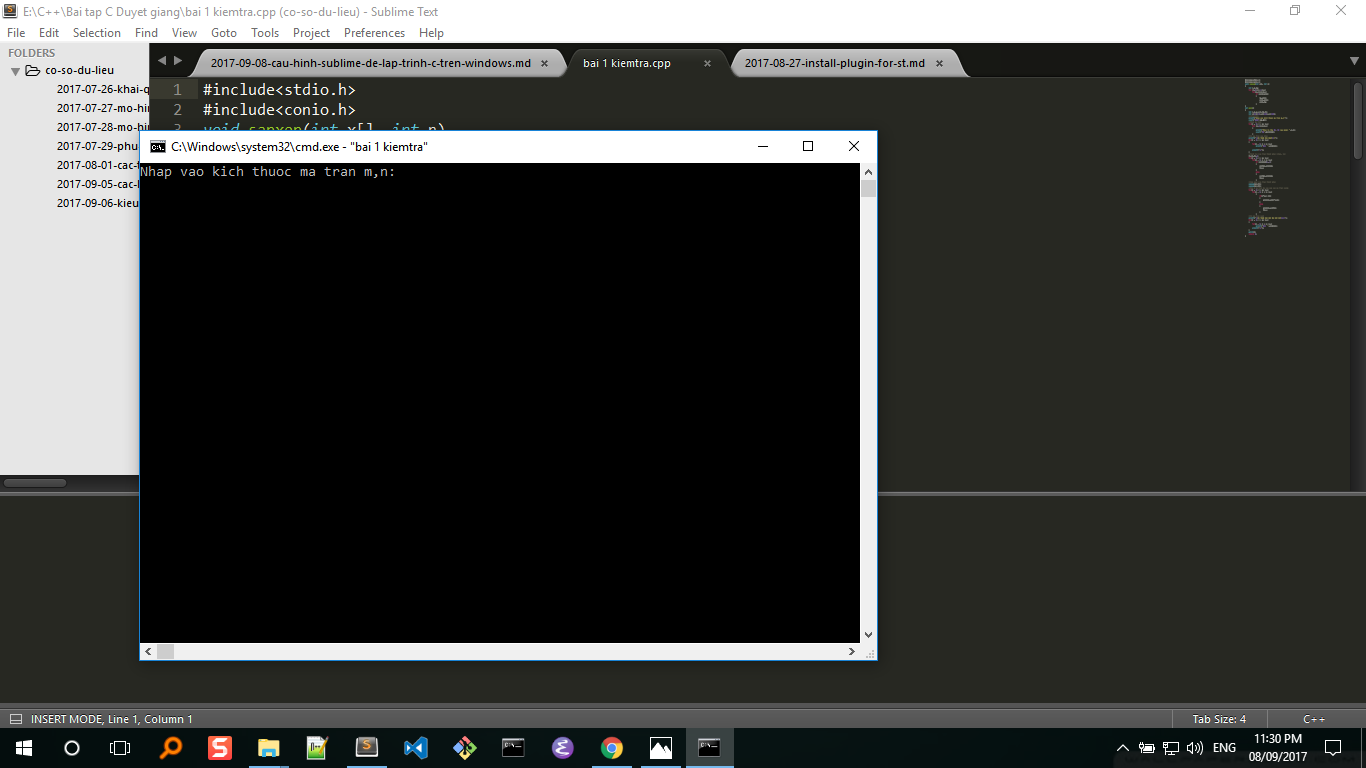 E:\C++\Bai tap C Duyet giang\bai 1 kiemtra.cpp (co-so-du-lieu) - Sublime Text
File Edit Selection Find View Goto Tools Project Preferences Help
FOLDERS
co-so-du-lieu
2017-07-26-khai-q
2017-07-27-mo-hin
2017-07-28-mo-hi
2017-07-29-phu
2017-08-01-cac-
2017-09-05-cac-
2017-09-06-kieu
2017-09-08-cau-hinh-sublime-de-lap-trinh-c-tren-windows.md
bai 1 kiemtra.cpp
2017-08-27-install-plugin-for-st.md
1 #include<stdio.h>
2 #include<conio.h>
3 void sapxep(int x[], int n)
C:\Windows\system32\cmd.exe - "bai 1 kiemtra"
Nhap vao kich thuoc ma tran m,n:
INSERT MODE, Line 1, Column 1
Tab Size: 4
C++
ENG
11:30 PM
08/09/2017